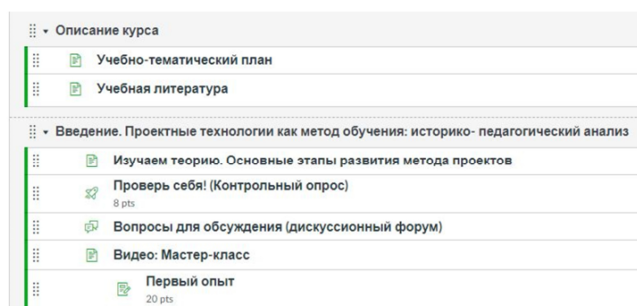 Описание курса
Учебно-тематический план
Учебная литература
Введение. Проектные технологии как метод обучения: историко- педагогический анализ
Изучаем теорию. Основные этапы развития метода проектов
Проверь себя! (Контрольный опрос)
8 pts
Вопросы для обсуждения (дискуссионный форум)
Видео: Мастер-класс
Первый опыт
20 pts